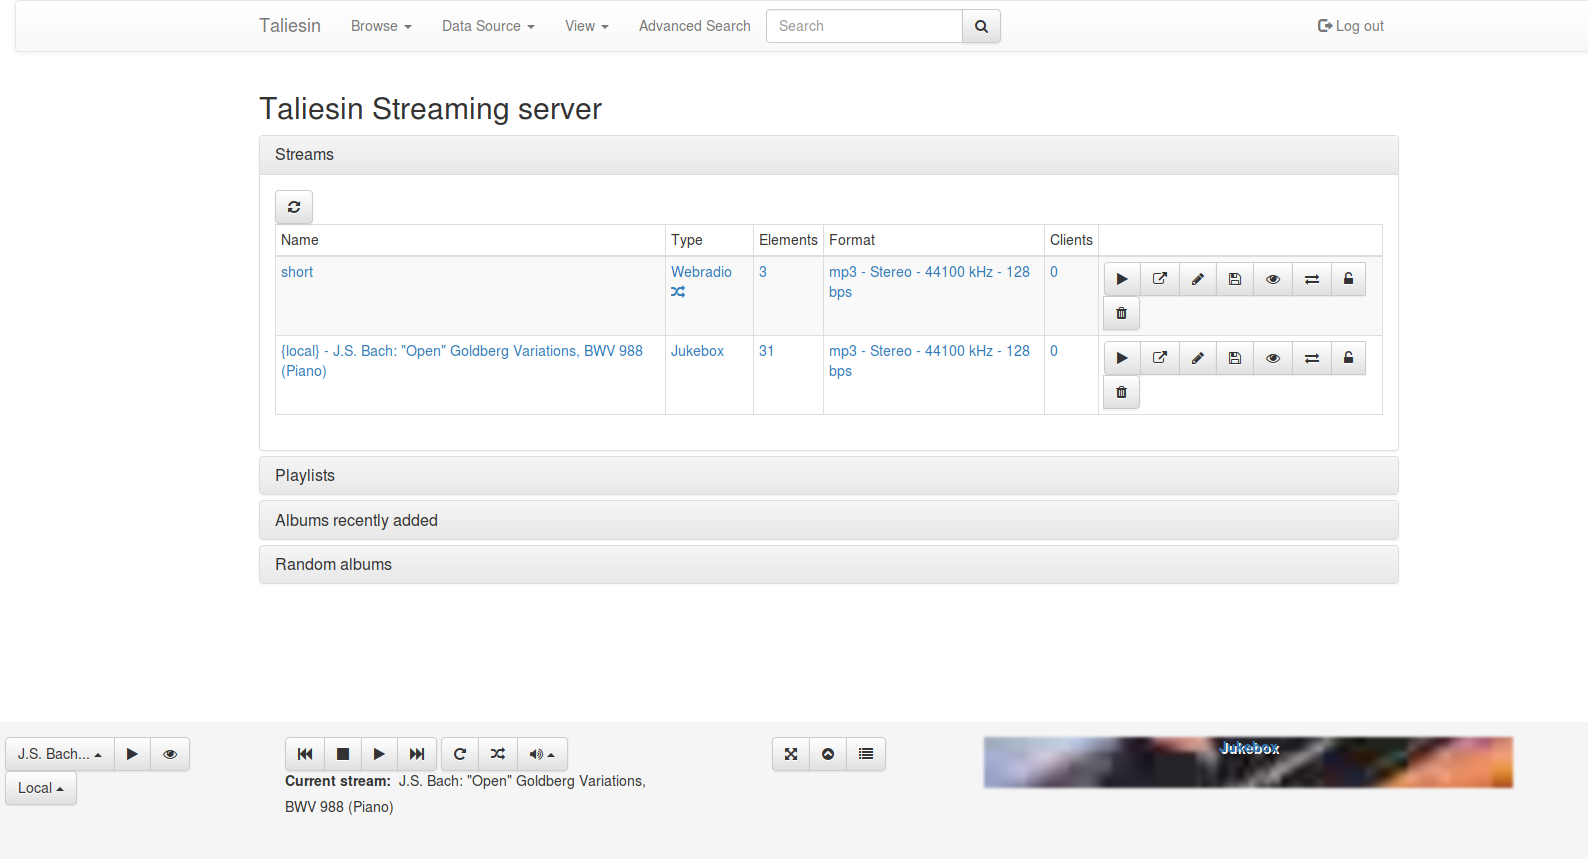 Taliesin Browse Data Source View Advanced Search Search Log out
Taliesin Streaming server
Streams
Name Type Elements Format Clients
short Webradio 3 mp3 - Stereo - 44100 kHz - 128 0
bps
{local} - J.S. Bach: "Open" Goldberg Variations, BWV 988 Jukebox 31 mp3 - Stereo - 44100 kHz - 128 0
(Piano) bps
Playlists
Albums recently added
Random albums
J.S. Bach... Jukebox
Local Current stream: J.S. Bach: "Open" Goldberg Variations,
BWV 988 (Piano)